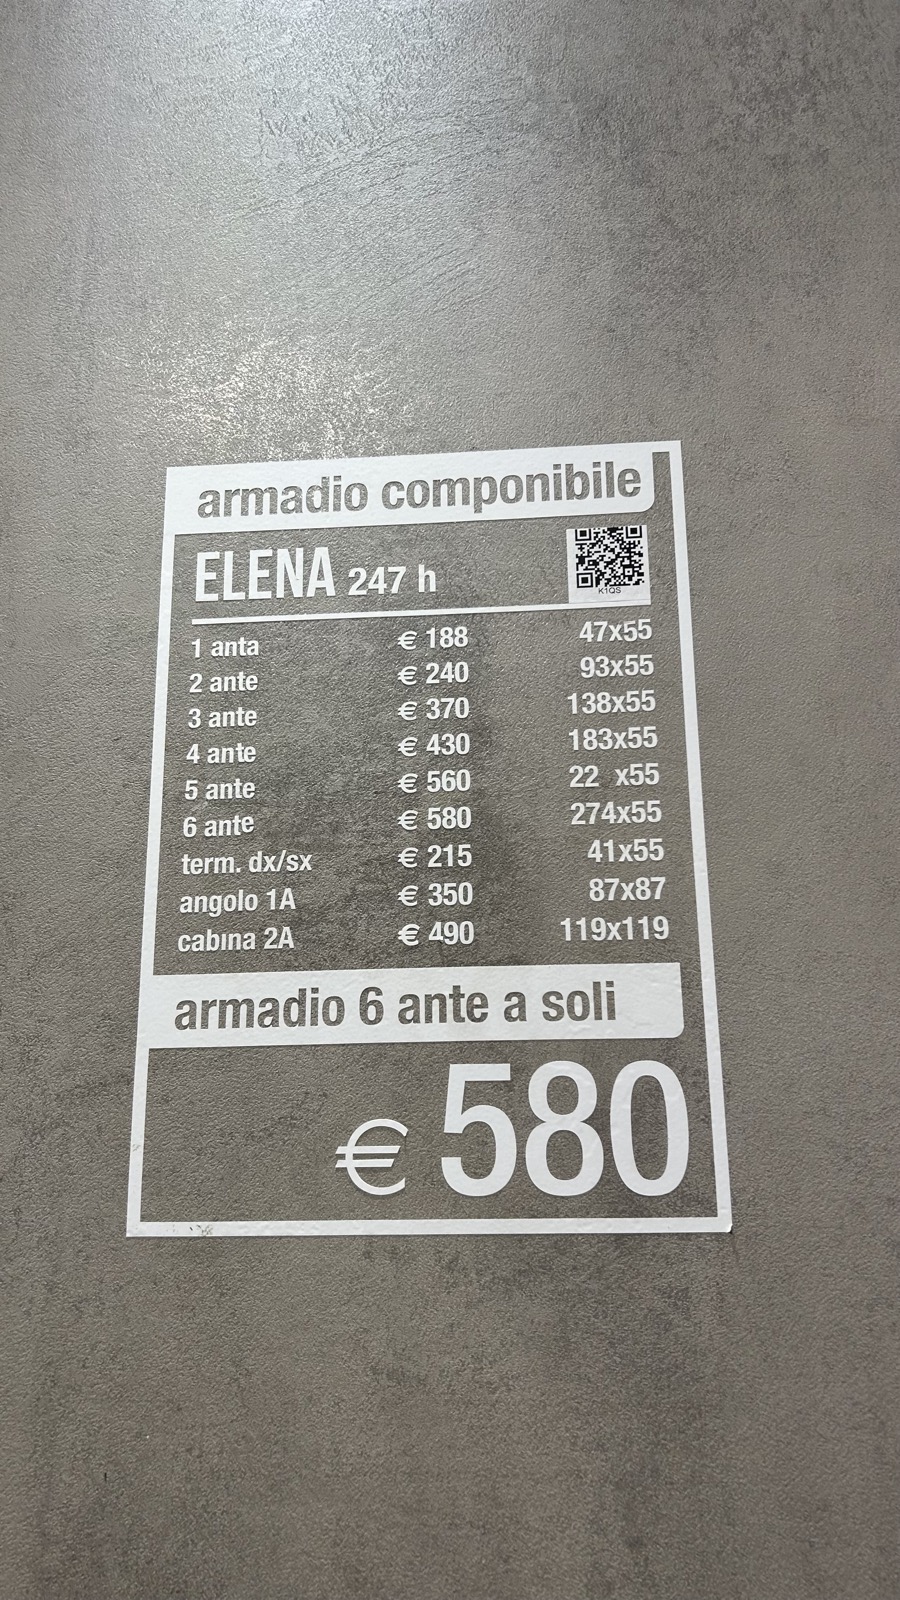 armadio componibile
ELENA 247 h
K1QS
1 anta € 188 47x55
2 ante € 240 93x55
3 ante € 370 138x55
4 ante € 430 183x55
5 ante € 560 22 x55
6 ante € 580 274x55
term. dx/sx € 215 41x55
angolo 1A € 350 87x87
cabina 2A € 490 119x119
armadio 6 ante a soli
€ 580